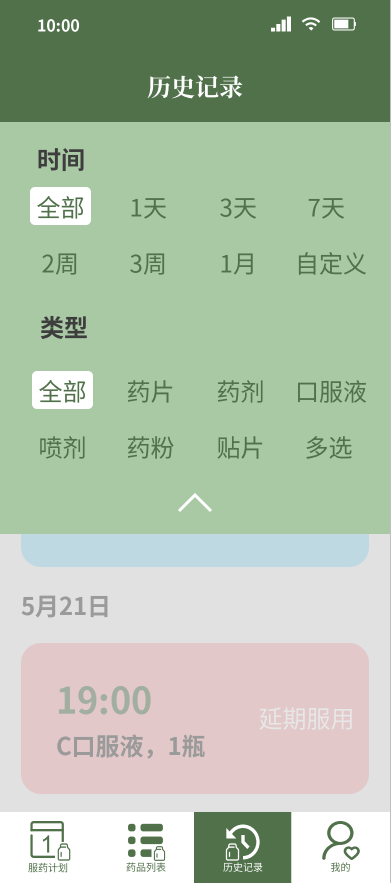 10:00
历史记录
时间
全部 1天 3天 7天
2周 3周 1月 自定义
类型
全部 药片 药剂 口服液
喷剂 药粉 贴片 多选
5月21日
19:00
延期服用
C口服液，1瓶
1
服药计划 药品列表 历史记录 我的